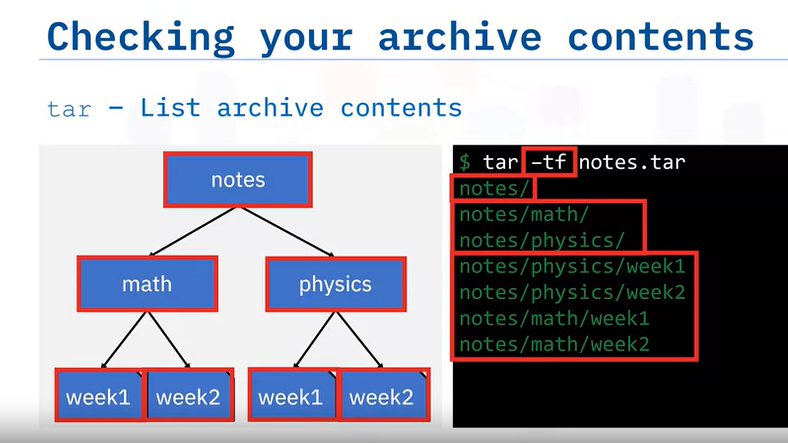 Checking your archive contents
tar – List archive contents
notes
math
physics
week1
week2
week1
week2
$ tar –tf notes.tar
notes/
notes/math/
notes/physics/
notes/physics/week1
notes/physics/week2
notes/math/week1
notes/math/week2